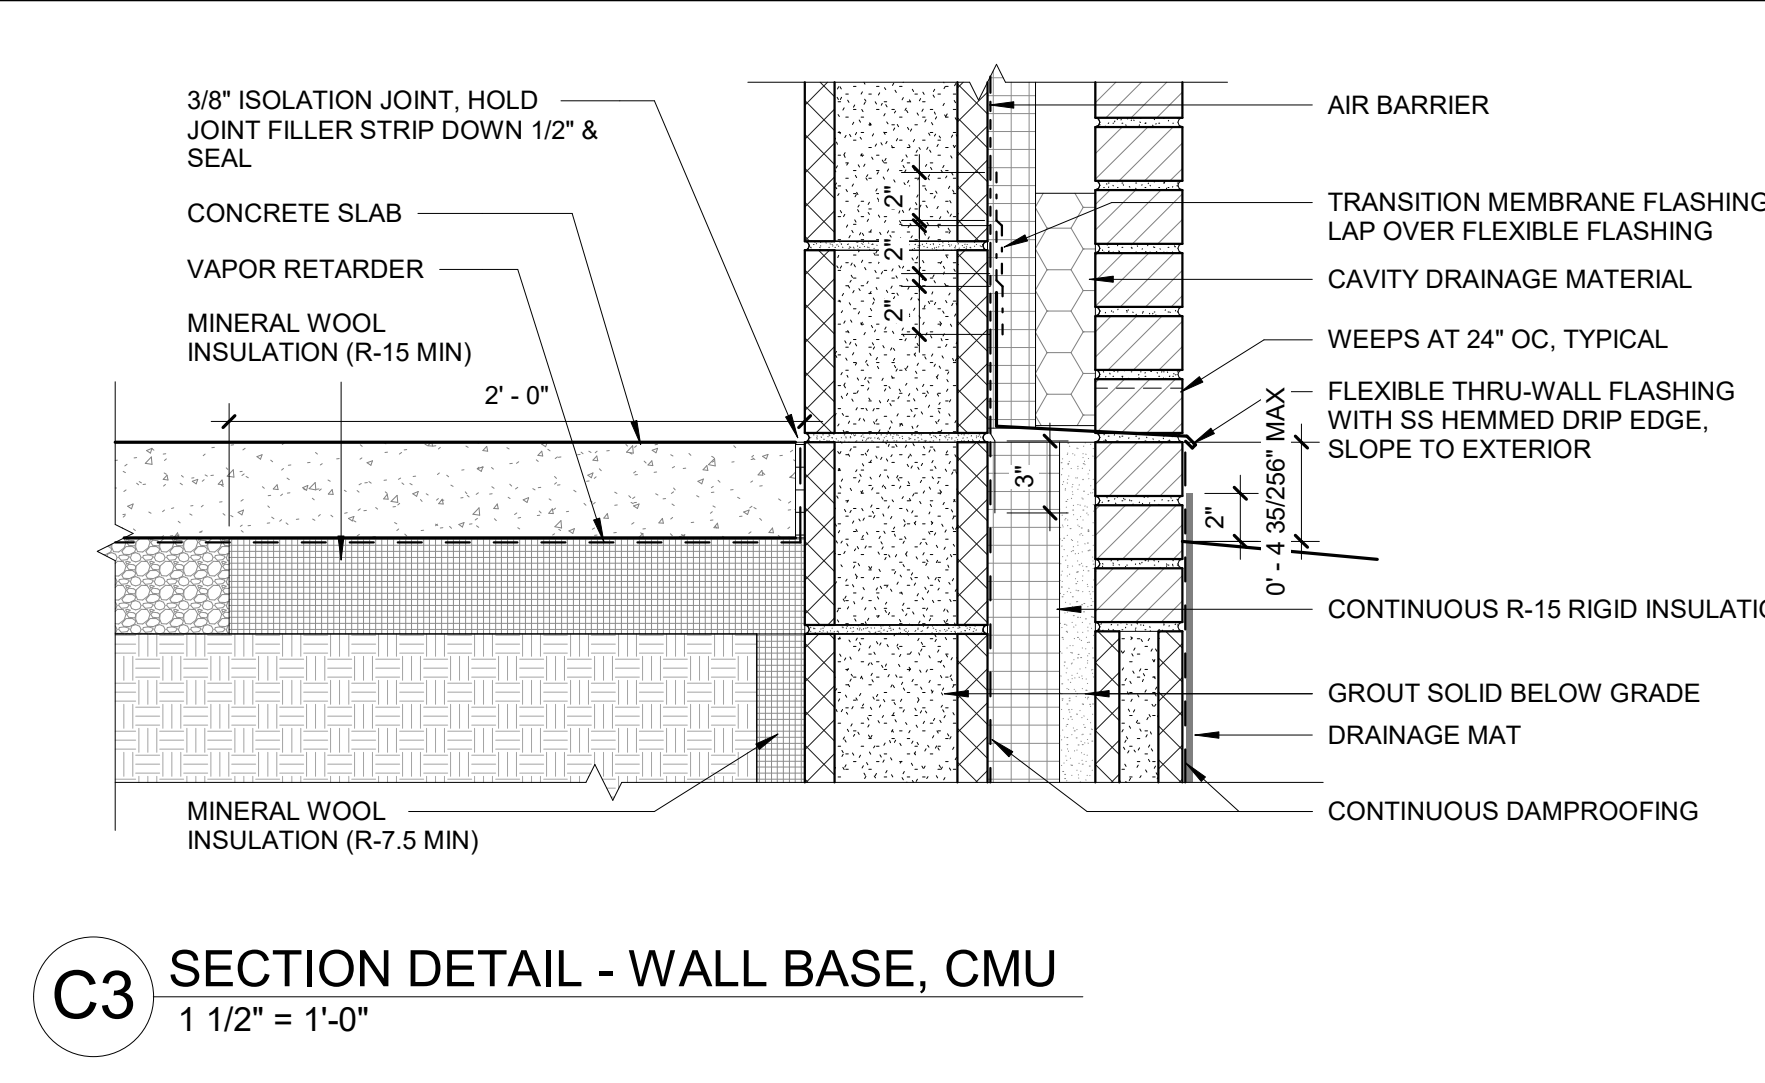 3/8" ISOLATION JOINT, HOLD
JOINT FILLER STRIP DOWN 1/2" &
SEAL
CONCRETE SLAB
VAPOR RETARDER
MINERAL WOOL
INSULATION (R-15 MIN)
2' - 0"
2"
2"
2"
3"
2"
0' - 4 35/256" MAX
AIR BARRIER
TRANSITION MEMBRANE FLASHING
LAP OVER FLEXIBLE FLASHING
CAVITY DRAINAGE MATERIAL
WEEPS AT 24" OC, TYPICAL
FLEXIBLE THRU-WALL FLASHING
WITH SS HEMMED DRIP EDGE,
SLOPE TO EXTERIOR
CONTINUOUS R-15 RIGID
GROUT SOLID BELOW GRADE
DRAINAGE MAT
CONTINUOUS DAMPROOFING
MINERAL WOOL
INSULATION (R-7.5 MIN)
C3
SECTION DETAIL - WALL BASE, CMU
1 1/2" = 1'-0"